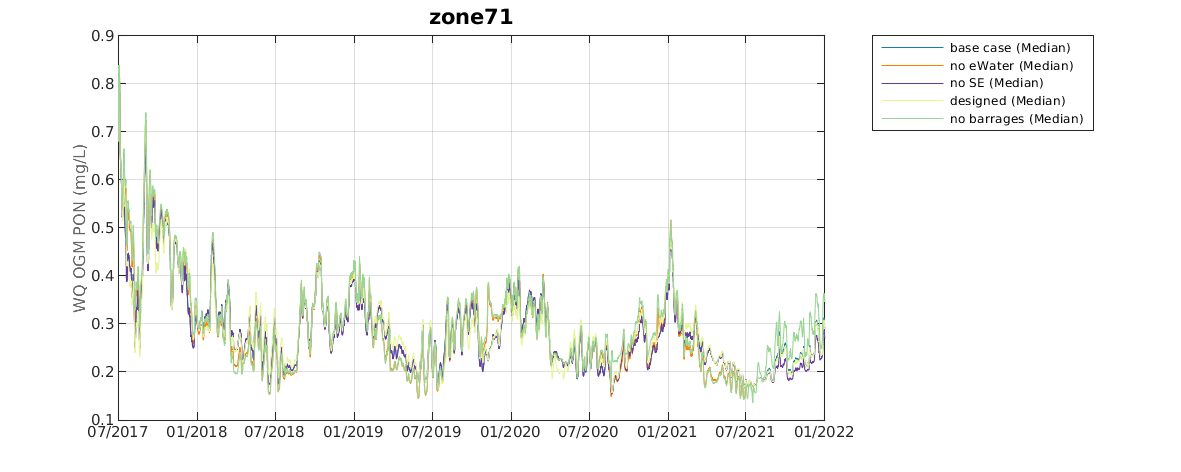 zone71
WQ OGM PON (mg/L)
0.9
0.8
0.7
0.6
0.5
0.4
0.3
0.2
0.1
07/2017 01/2018 07/2018 01/2019 07/2019 01/2020 07/2020 01/2021 07/2021 01/2022
base case (Median)
no eWater (Median)
no SE (Median)
designed (Median)
no barrages (Median)